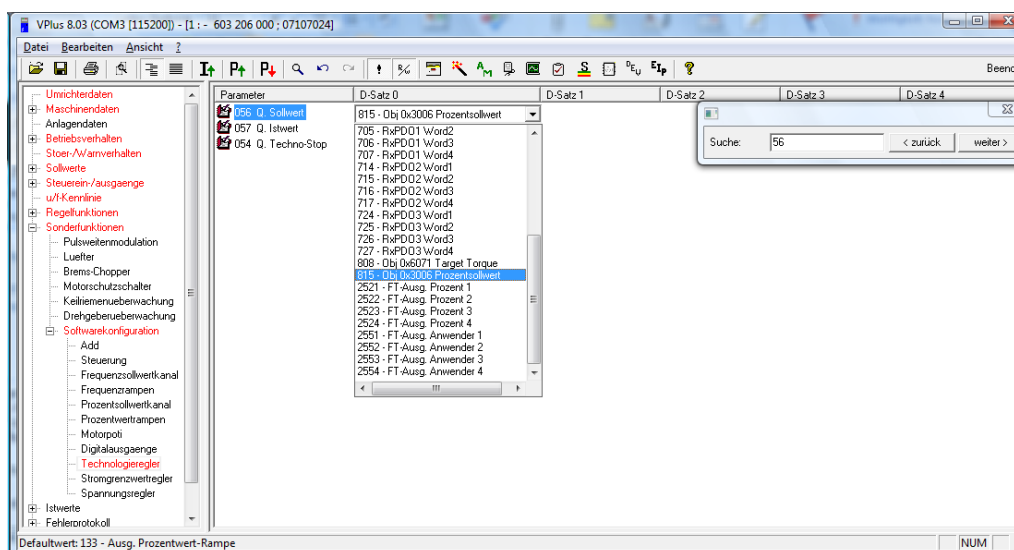 VPlus 8.03 (COM3 [115200]) - [1 : - 603 206 000 ; 07107024]
Datei Bearbeiten Ansicht ?
Beend
Umrichterdaten
Maschinendaten
Anlagendaten
Betriebsverhalten
Stoer-/Warnverhalten
Sollwerte
Steuerein-/ausgaenge
u/f-Kennlinie
Regelfunktionen
Sonderfunktionen
Pulsweitenmodulation
Luefter
Brems-Chopper
Motorschutzschalter
Keilriemenueberwachung
Drehgeberueberwachung
Softwarekonfiguration
Add
Steuerung
Frequenzsollwertkanal
Frequenzrampen
Prozentsollwertkanal
Prozentwertrampen
Motorpoti
Digitalausgaenge
Technologieregler
Stromgrenzwertregler
Spannungsregler
Istwerte
Fehlerprotokoll
Parameter D-Satz 0 D-Satz 1 D-Satz 2 D-Satz 3 D-Satz 4
056 Q. Sollwert
057 Q. Istwert
054 Q. Techno-Stop
815 - Obj 0x3006 Prozentsollwert
705 - RxPDO1 Word2
706 - RxPDO1 Word3
707 - RxPDO1 Word4
714 - RxPDO2 Word1
715 - RxPDO2 Word2
716 - RxPDO2 Word3
717 - RxPDO2 Word4
724 - RxPDO3 Word1
725 - RxPDO3 Word2
726 - RxPDO3 Word3
727 - RxPDO3 Word4
808 - Obj 0x6071 Target Torque
815 - Obj 0x3006 Prozentsollwert
2521 - FT-Ausg. Prozent 1
2522 - FT-Ausg. Prozent 2
2523 - FT-Ausg. Prozent 3
2524 - FT-Ausg. Prozent 4
2551 - FT-Ausg. Anwender 1
2552 - FT-Ausg. Anwender 2
2553 - FT-Ausg. Anwender 3
2554 - FT-Ausg. Anwender 4
Suche: 56 < zurück weiter >
Defaultwert: 133 - Ausg. Prozentwert-Rampe NUM